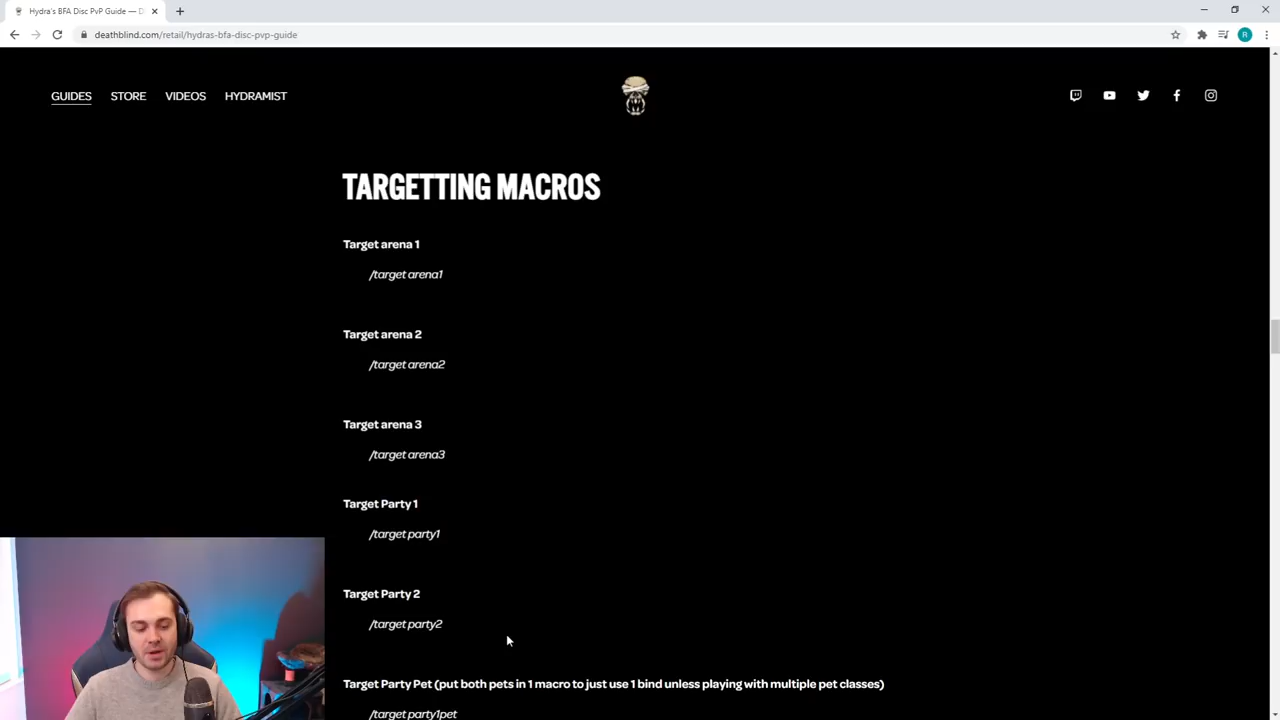 Hydra's BFA Disc PvP Guide — D
deathblind.com/retail/hydras-bfa-disc-pvp-guide
R
GUIDES STORE VIDEOS HYDRAMIST
TARGETTING MACROS
Target arena 1
/target arena1
Target arena 2
/target arena2
Target arena 3
/target arena3
Target Party 1
/target party1
Target Party 2
/target party2
Target Party Pet (put both pets in 1 macro to just use 1 bind unless playing with multiple pet classes)
/target party1pet